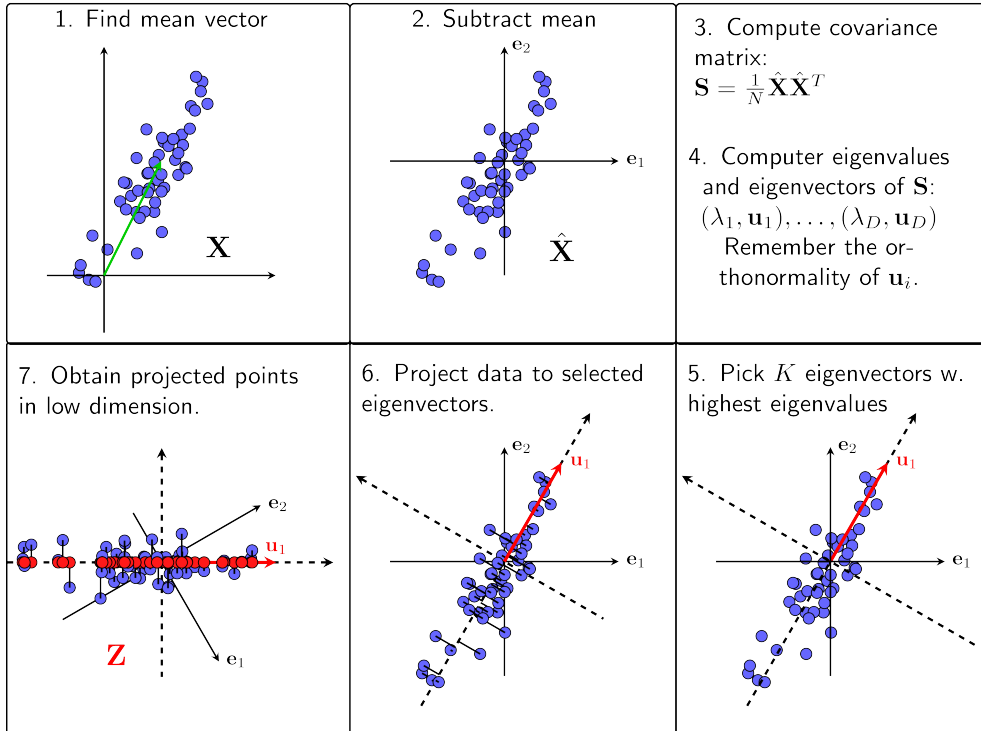 1. Find mean vector
X
2. Subtract mean
e₂
e₁
X̂
3. Compute covariance
matrix:
S = 1/N X̂X̂ᵀ
4. Computer eigenvalues
and eigenvectors of S:
(λ₁, u₁), . . . , (λD, uD)
Remember the or-
thonormality of uᵢ.
7. Obtain projected points
in low dimension.
e₂
u₁
Z
e₁
6. Project data to selected
eigenvectors.
e₂
u₁
e₁
5. Pick K eigenvectors w.
highest eigenvalues
e₂
u₁
e₁